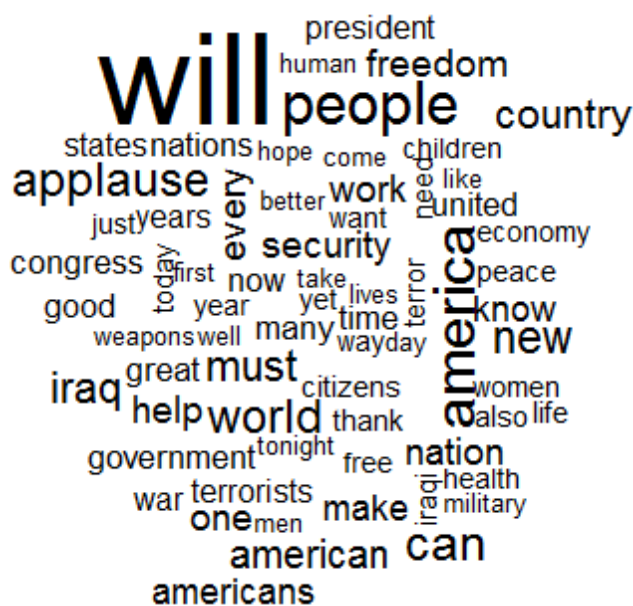 president
will human freedom
people country
states nations hope come children
applause every better work need like
just years want united
security america economy
congress today first now take terror peace
good year yet lives know
weapons well many time new
wayday
great must
iraq citizens women
help world thank also life
government tonight free nation
war terrorists iraqi health
one men make military
american can
americans